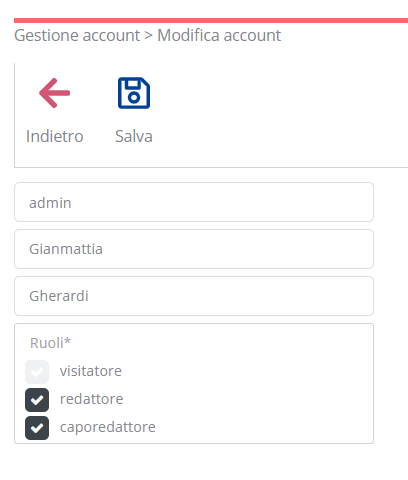 Gestione account > Modifica account
Indietro Salva
admin
Gianmattia
Gherardi
Ruoli*
visitatore
redattore
caporedattore